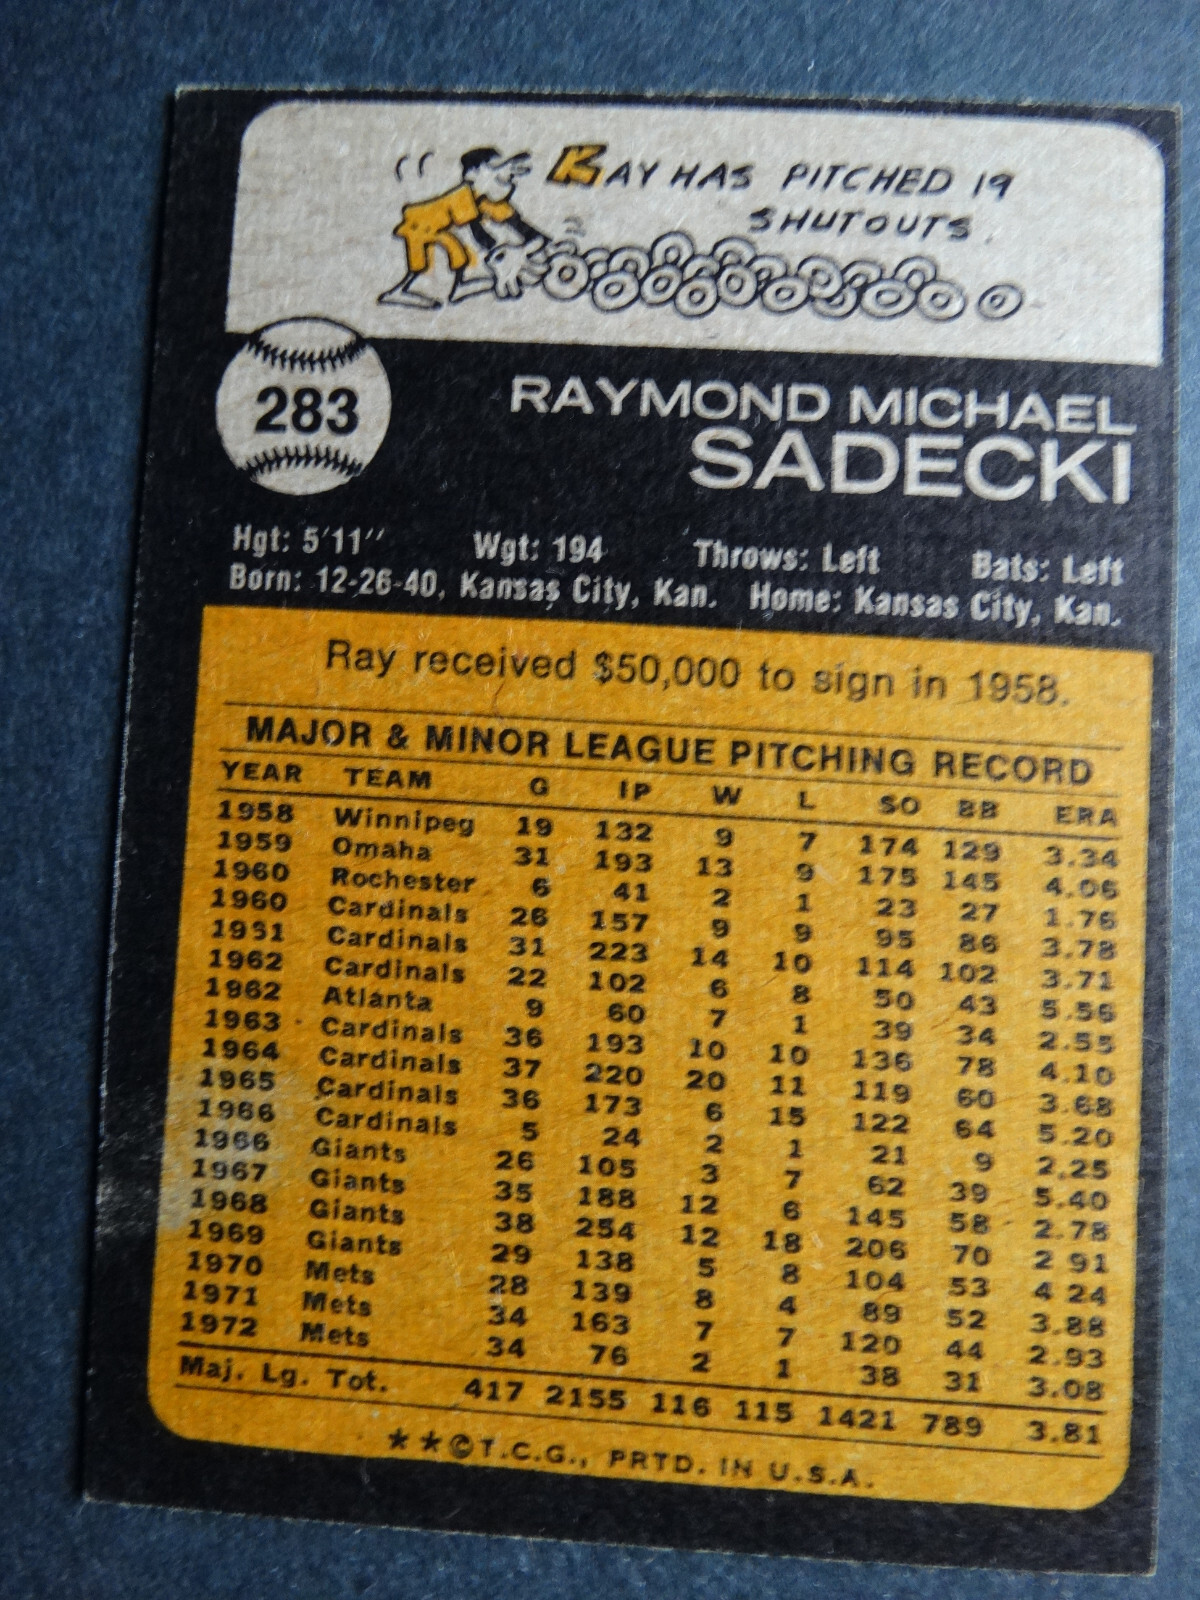 RAY HAS PITCHED 19
SHUTOUTS.
283
RAYMOND MICHAEL
SADECKI
Hgt: 5'11" Wgt: 194 Throws: Left Bats: Left
Born: 12-26-40, Kansas City, Kan. Home: Kansas City, Kan.
Ray received $50,000 to sign in 1958.
MAJOR & MINOR LEAGUE PITCHING RECORD
YEAR TEAM G IP W L SO BB ERA
1958 Winnipeg 19 132 9 7 174 129 3.34
1959 Omaha 31 193 13 9 175 145 4.06
1960 Rochester 6 41 2 1 23 27 1.76
1960 Cardinals 26 157 9 9 95 86 3.78
1961 Cardinals 31 223 14 10 114 102 3.71
1962 Cardinals 22 102 6 8 50 43 5.56
1962 Atlanta 9 60 7 1 39 34 2.55
1963 Cardinals 36 193 10 10 136 78 4.10
1964 Cardinals 37 220 20 11 119 60 3.68
1965 Cardinals 36 173 6 15 122 64 5.20
1966 Cardinals 5 24 2 1 21 9 2.25
1966 Giants 26 105 3 7 62 39 5.40
1967 Giants 35 188 12 6 145 58 2.78
1968 Giants 38 254 12 18 206 70 2 91
1969 Giants 29 138 5 8 104 53 4 24
1970 Mets 28 139 8 4 89 52 3.88
1971 Mets 34 163 7 7 120 44 2.93
1972 Mets 34 76 2 1 38 31 3.08
Maj. Lg. Tot. 417 2155 116 115 1421 789 3.81
★★©T.C.G., PRTD. IN U.S.A.